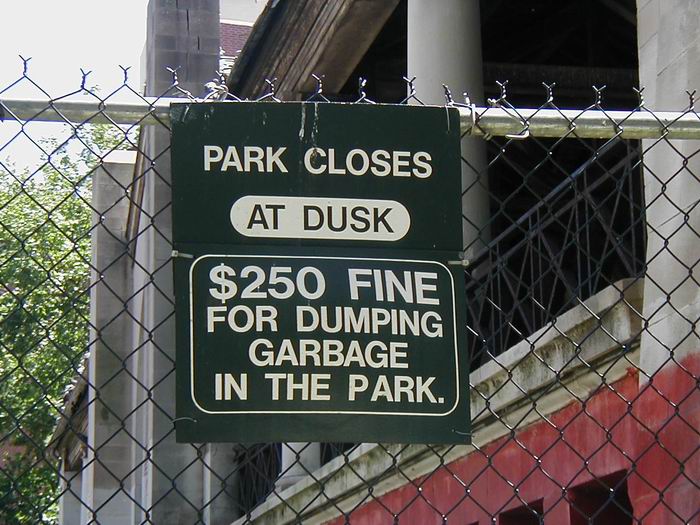 PARK CLOSES
AT DUSK
$250 FINE
FOR DUMPING
GARBAGE
IN THE PARK.